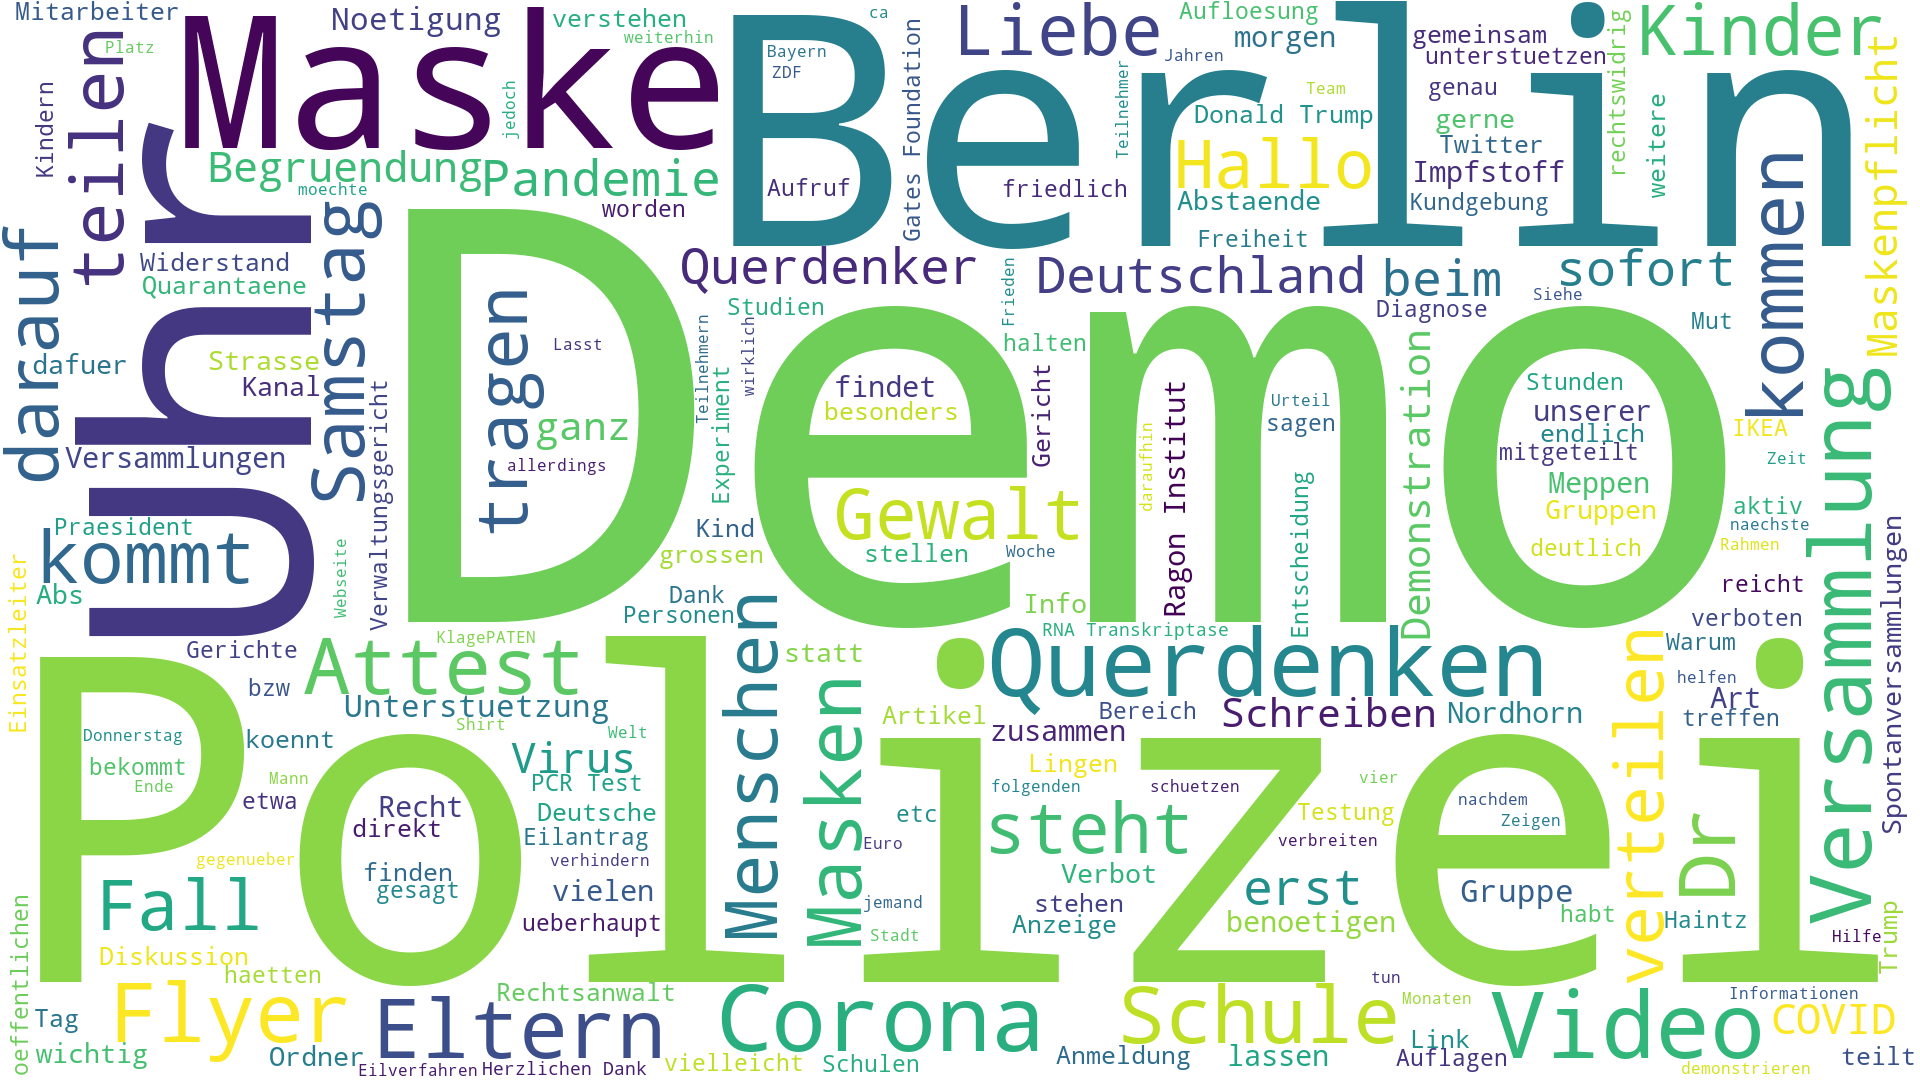 Mitarbeiter
Platz
Noetigung
verstehen
weiterhin
Maske
Berlin
ca
Bayern
ZDF
Liebe
Aufloesung
morgen
Jahren
gemeinsam
unterstuetzen
Kinder
Kindern
teilen
jedoch
Gates Foundation
Teilnehmer
Donald Trump
Team
genau
gerne
Twitter
rechtswidrig
weitere
Maskenpflicht
Begruendung
moechte
Pandemie
worden
Aufruf
friedlich
Hallo
Abstaende
Freiheit
Impfstoff
Kundgebung
kommen
Uhr
darauf
Widerstand
Quarantaene
Samstag
Querdenker
Deutschland
beim
sofort
Studien
Frieden
Diagnose
Siehe
Mut
dafuer
Strasse
Kanal
Versammlungen
Verwaltungsgericht
Demo
tragen
Lasst
ganz
allerdings
Teilnehmern
wirklich
Experiment
halten
findet
besonders
Gericht
Gewalt
stellen
Kind
grossen
Woche
daraufhin
Ragon Institut
Urteil
sagen
Entscheidung
Demonstration
Stunden
unserer
endlich
mitgeteilt
Meppen
Gruppen
deutlich
IKEA
Zeit
aktiv
naechste
Rahmen
reicht
verboten
Versammlung
Spontanversammlungen
Praesident
kommt
Abs
Webseite
Einsatzleiter
Dank
Personen
Info
RNA Transkriptase
Gerichte
bzw
KlagePATEN
Attest
Unterstuetzung
Shirt
Welt
Menschen
statt
Masken
Querdenken
Artikel
zusammen
Bereich
Schreiben
Nordhorn
Warum
helfen
Art
treffen
verteilen
Polizei
Donnerstag
bekommt
Ende
koennt
Mann
etwa
Virus
PCR Test
Deutsche
Eilantrag
verhindern
vielen
ueberhaupt
Recht
direkt
finden
gesagt
gegenueber
etc
Euro
jemand
Stadt
Lingen
folgenden
steht
Verbot
stehen
Anzeige
schuetzen
vier
Testung
verbreiten
erst
benoetigen
nachdem
Zeigen
Gruppe
habt
Dr
Haintz
Hilfe
Trump
Fall
Diskussion
haetten
oeffentlichen
Flyer
Tag
wichtig
Ordner
Eltern
Eilverfahren
Herzlichen Dank
Rechtsanwalt
vielleicht
Corona
Schulen
Anmeldung
Schule
lassen
tun
Monaten
Link
Auflagen
Video
Informationen
COVID
demonstrieren
teilt